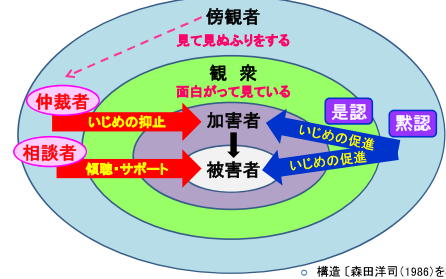 傍観者
見て見ぬふりをする
観衆
面白がって見ている
仲裁者
いじめの抑止
加害者
是認
黙認
いじめの促進
相談者
傾聴・サポート
被害者
いじめの促進
構造〔森田洋司(1986)を